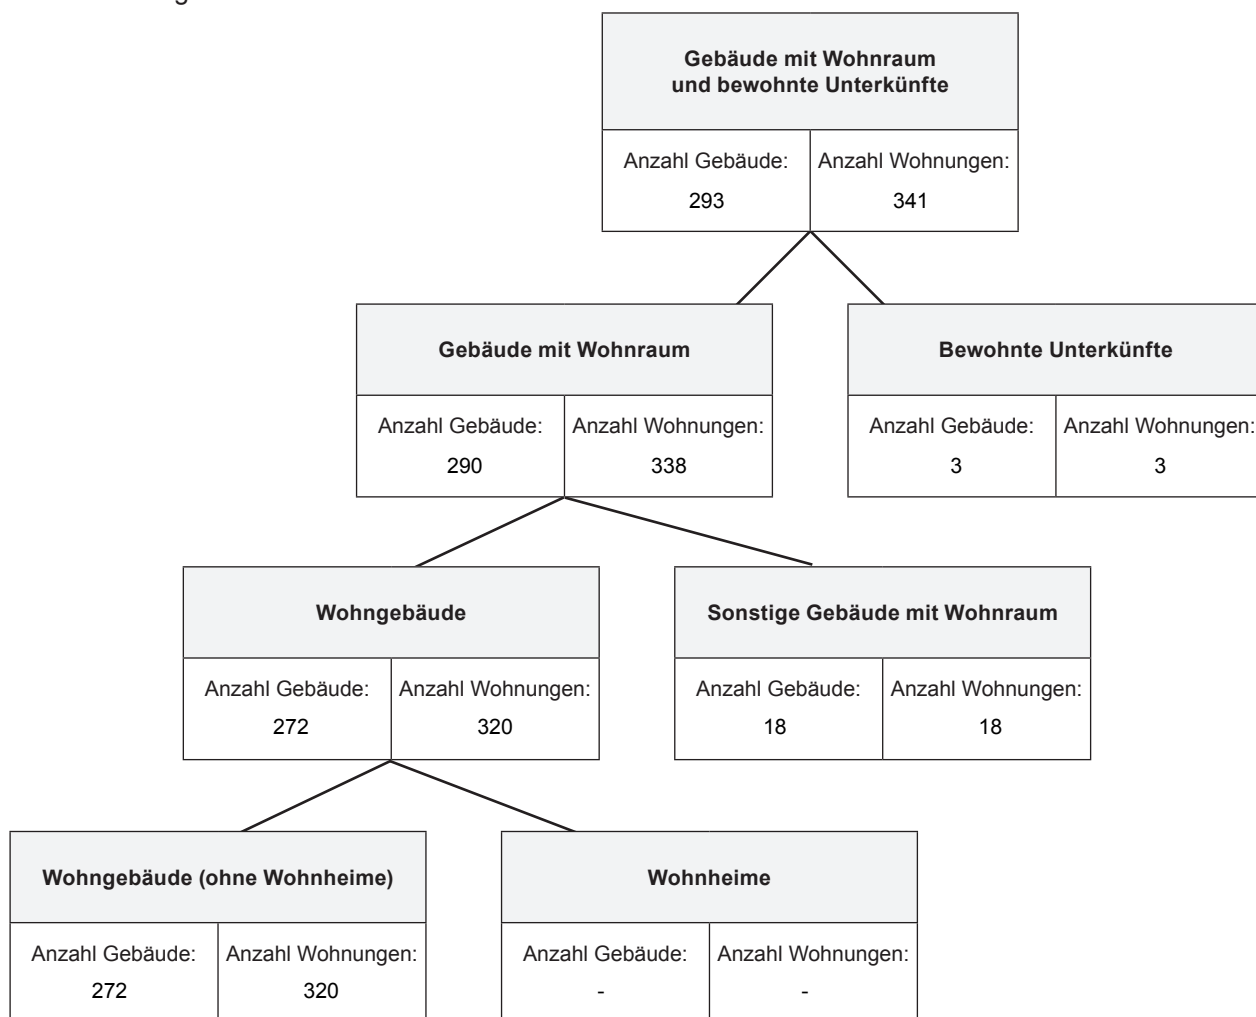 Gebäude mit Wohnraum
und bewohnte Unterkünfte
Anzahl Gebäude:
293
Anzahl Wohnungen:
341
Gebäude mit Wohnraum
Anzahl Gebäude:
290
Anzahl Wohnungen:
338
Bewohnte Unterkünfte
Anzahl Gebäude:
3
Anzahl Wohnungen:
3
Wohngebäude
Anzahl Gebäude:
272
Anzahl Wohnungen:
320
Sonstige Gebäude mit Wohnraum
Anzahl Gebäude:
18
Anzahl Wohnungen:
18
Wohngebäude (ohne Wohnheime)
Anzahl Gebäude:
272
Anzahl Wohnungen:
320
Wohnheime
Anzahl Gebäude:
-
Anzahl Wohnungen:
-